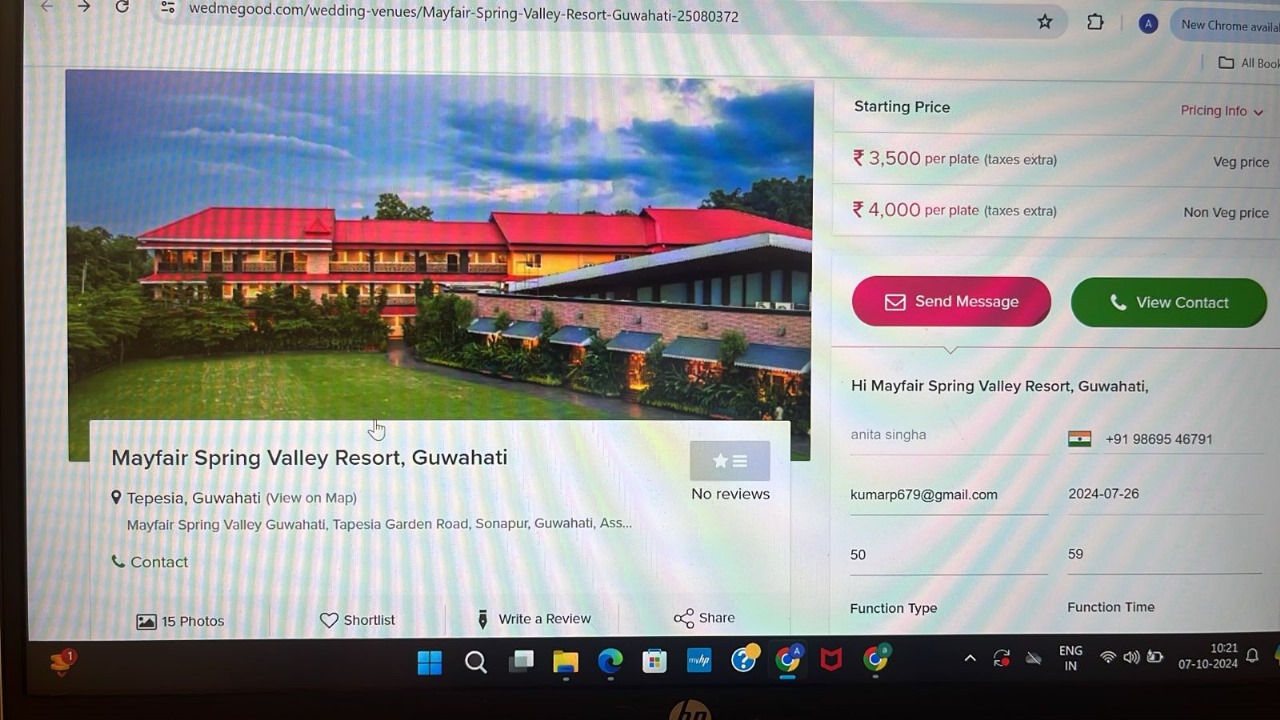 wedmegood.com/wedding-venues/Mayfair-Spring-Valley-Resort-Guwahati-25080372
A
New Chrome availa
All Book
Starting Price
Pricing Info
₹ 3,500 per plate (taxes extra)
Veg price
₹ 4,000 per plate (taxes extra)
Non Veg price
Send Message
View Contact
Hi Mayfair Spring Valley Resort, Guwahati,
anita singha
+91 98695 46791
kumarp679@gmail.com
2024-07-26
50
59
Function Type
Function Time
Mayfair Spring Valley Resort, Guwahati
No reviews
Tepesia, Guwahati (View on Map)
Mayfair Spring Valley Guwahati, Tapesia Garden Road, Sonapur, Guwahati, Ass...
Contact
15 Photos
Shortlist
Write a Review
Share
1
myhp
A
a
ENG
IN
10:21
07-10-2024
hp